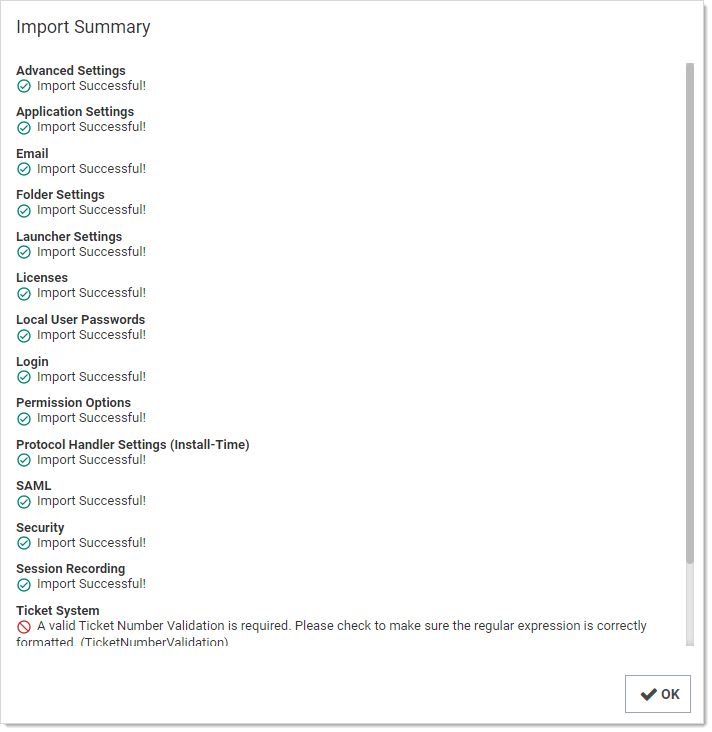 Import Summary
Advanced Settings
Import Successful!
Application Settings
Import Successful!
Email
Import Successful!
Folder Settings
Import Successful!
Launcher Settings
Import Successful!
Licenses
Import Successful!
Local User Passwords
Import Successful!
Login
Import Successful!
Permission Options
Import Successful!
Protocol Handler Settings (Install-Time)
Import Successful!
SAML
Import Successful!
Security
Import Successful!
Session Recording
Import Successful!
Ticket System
A valid Ticket Number Validation is required. Please check to make sure the regular expression is correctly
formatted. (TicketNumberValidation)
OK